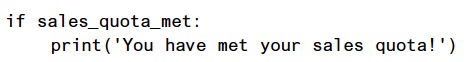 if sales_quota_met:
    print('You have met your sales quota!')